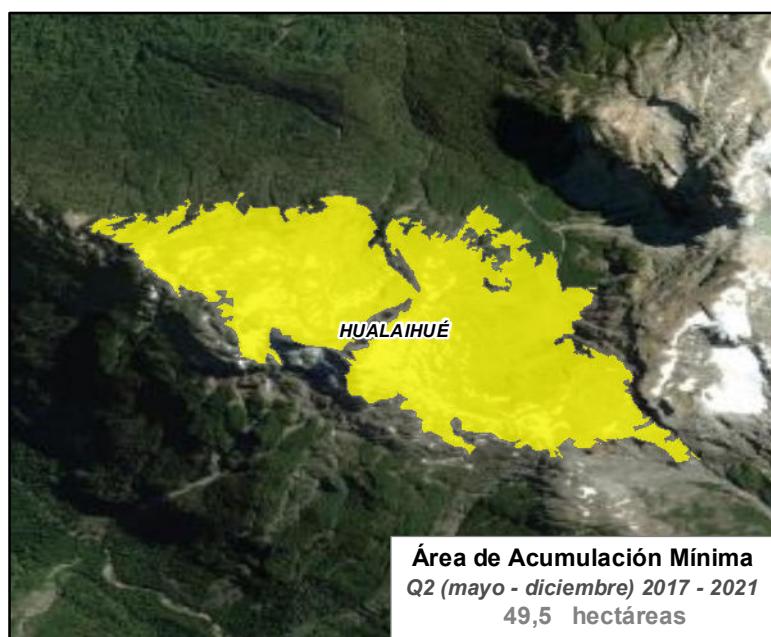 HUALAIHUÉ
Área de Acumulación Mínima
Q2 (mayo - diciembre) 2017 - 2021
49,5 hectáreas